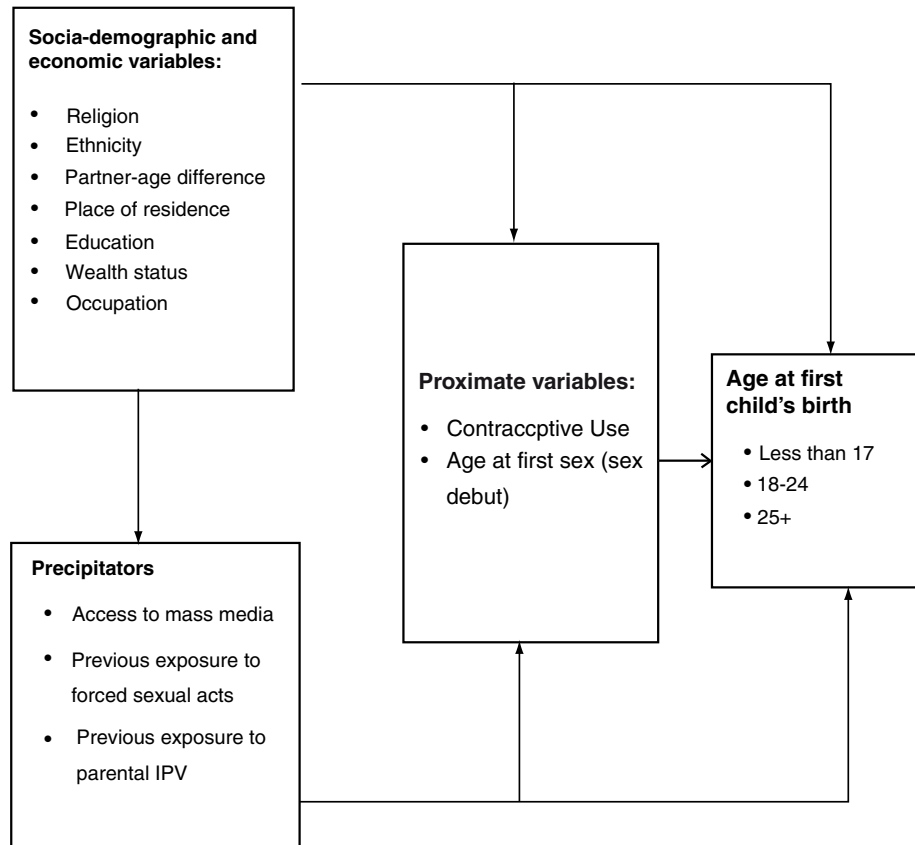 Socia-demographic and
economic variables:
• Religion
• Ethnicity
• Partner-age difference
• Place of residence
• Education
• Wealth status
• Occupation
Proximate variables:
• Contraccptive Use
• Age at first sex (sex
debut)
Age at first
child's birth
• Less than 17
• 18-24
• 25+
Precipitators
• Access to mass media
• Previous exposure to
forced sexual acts
• Previous exposure to
parental IPV